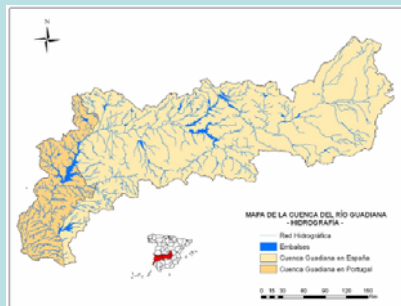 N
MAPA DE LA CUENCA DEL RÍO GUADIANA
- HIDROGRAFÍA -
Red Hidrográfica
Embalses
Cuenca Guadiana en España
Cuenca Guadiana en Portugal
0 15 30 60 90 120 150